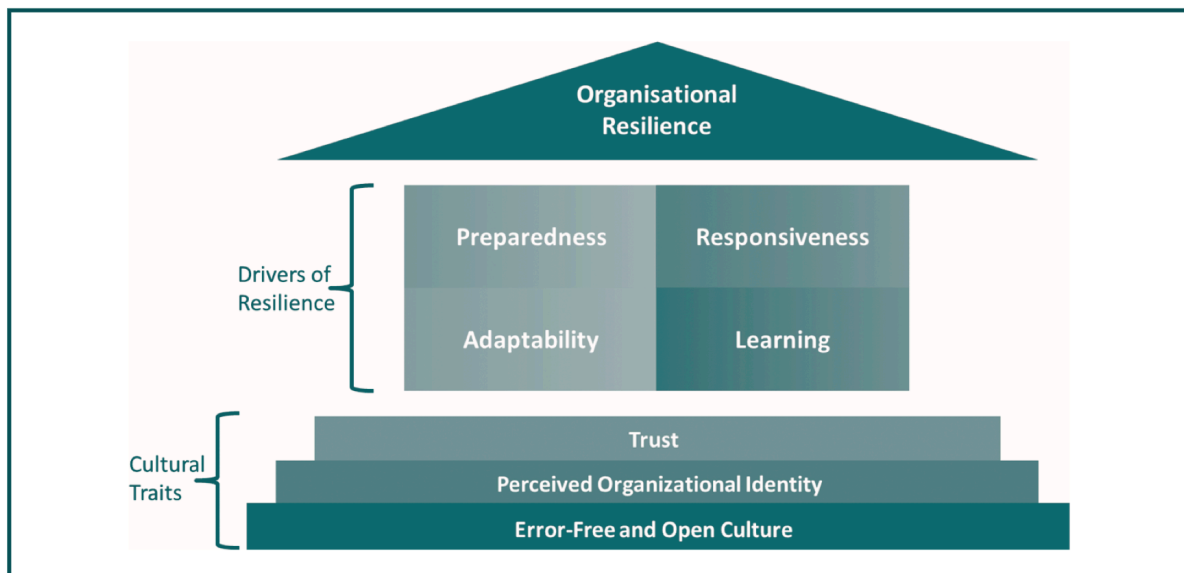 Organisational
Resilience
Drivers of
Resilience
Preparedness
Responsiveness
Adaptability
Learning
Cultural
Traits
Trust
Perceived Organizational Identity
Error-Free and Open Culture